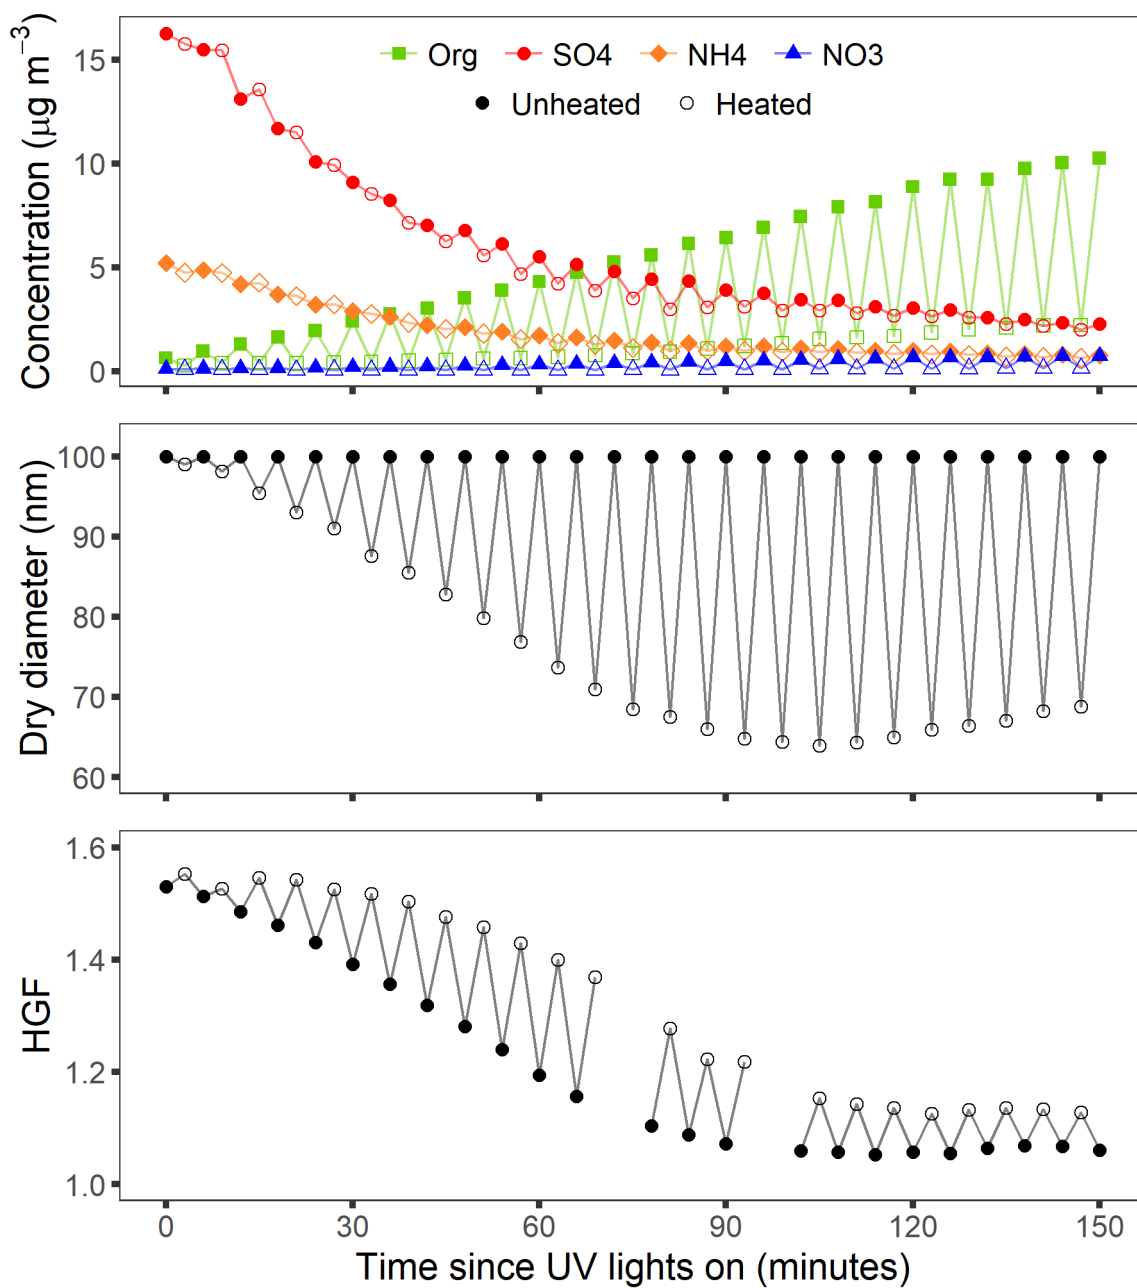 Concentration (µg m⁻³)
15
10
5
0
Org SO4 NH4 NO3
Unheated Heated
Dry diameter (nm)
100
90
80
70
60
HGF
1.6
1.4
1.2
1.0
0 30 60 90 120 150
Time since UV lights on (minutes)